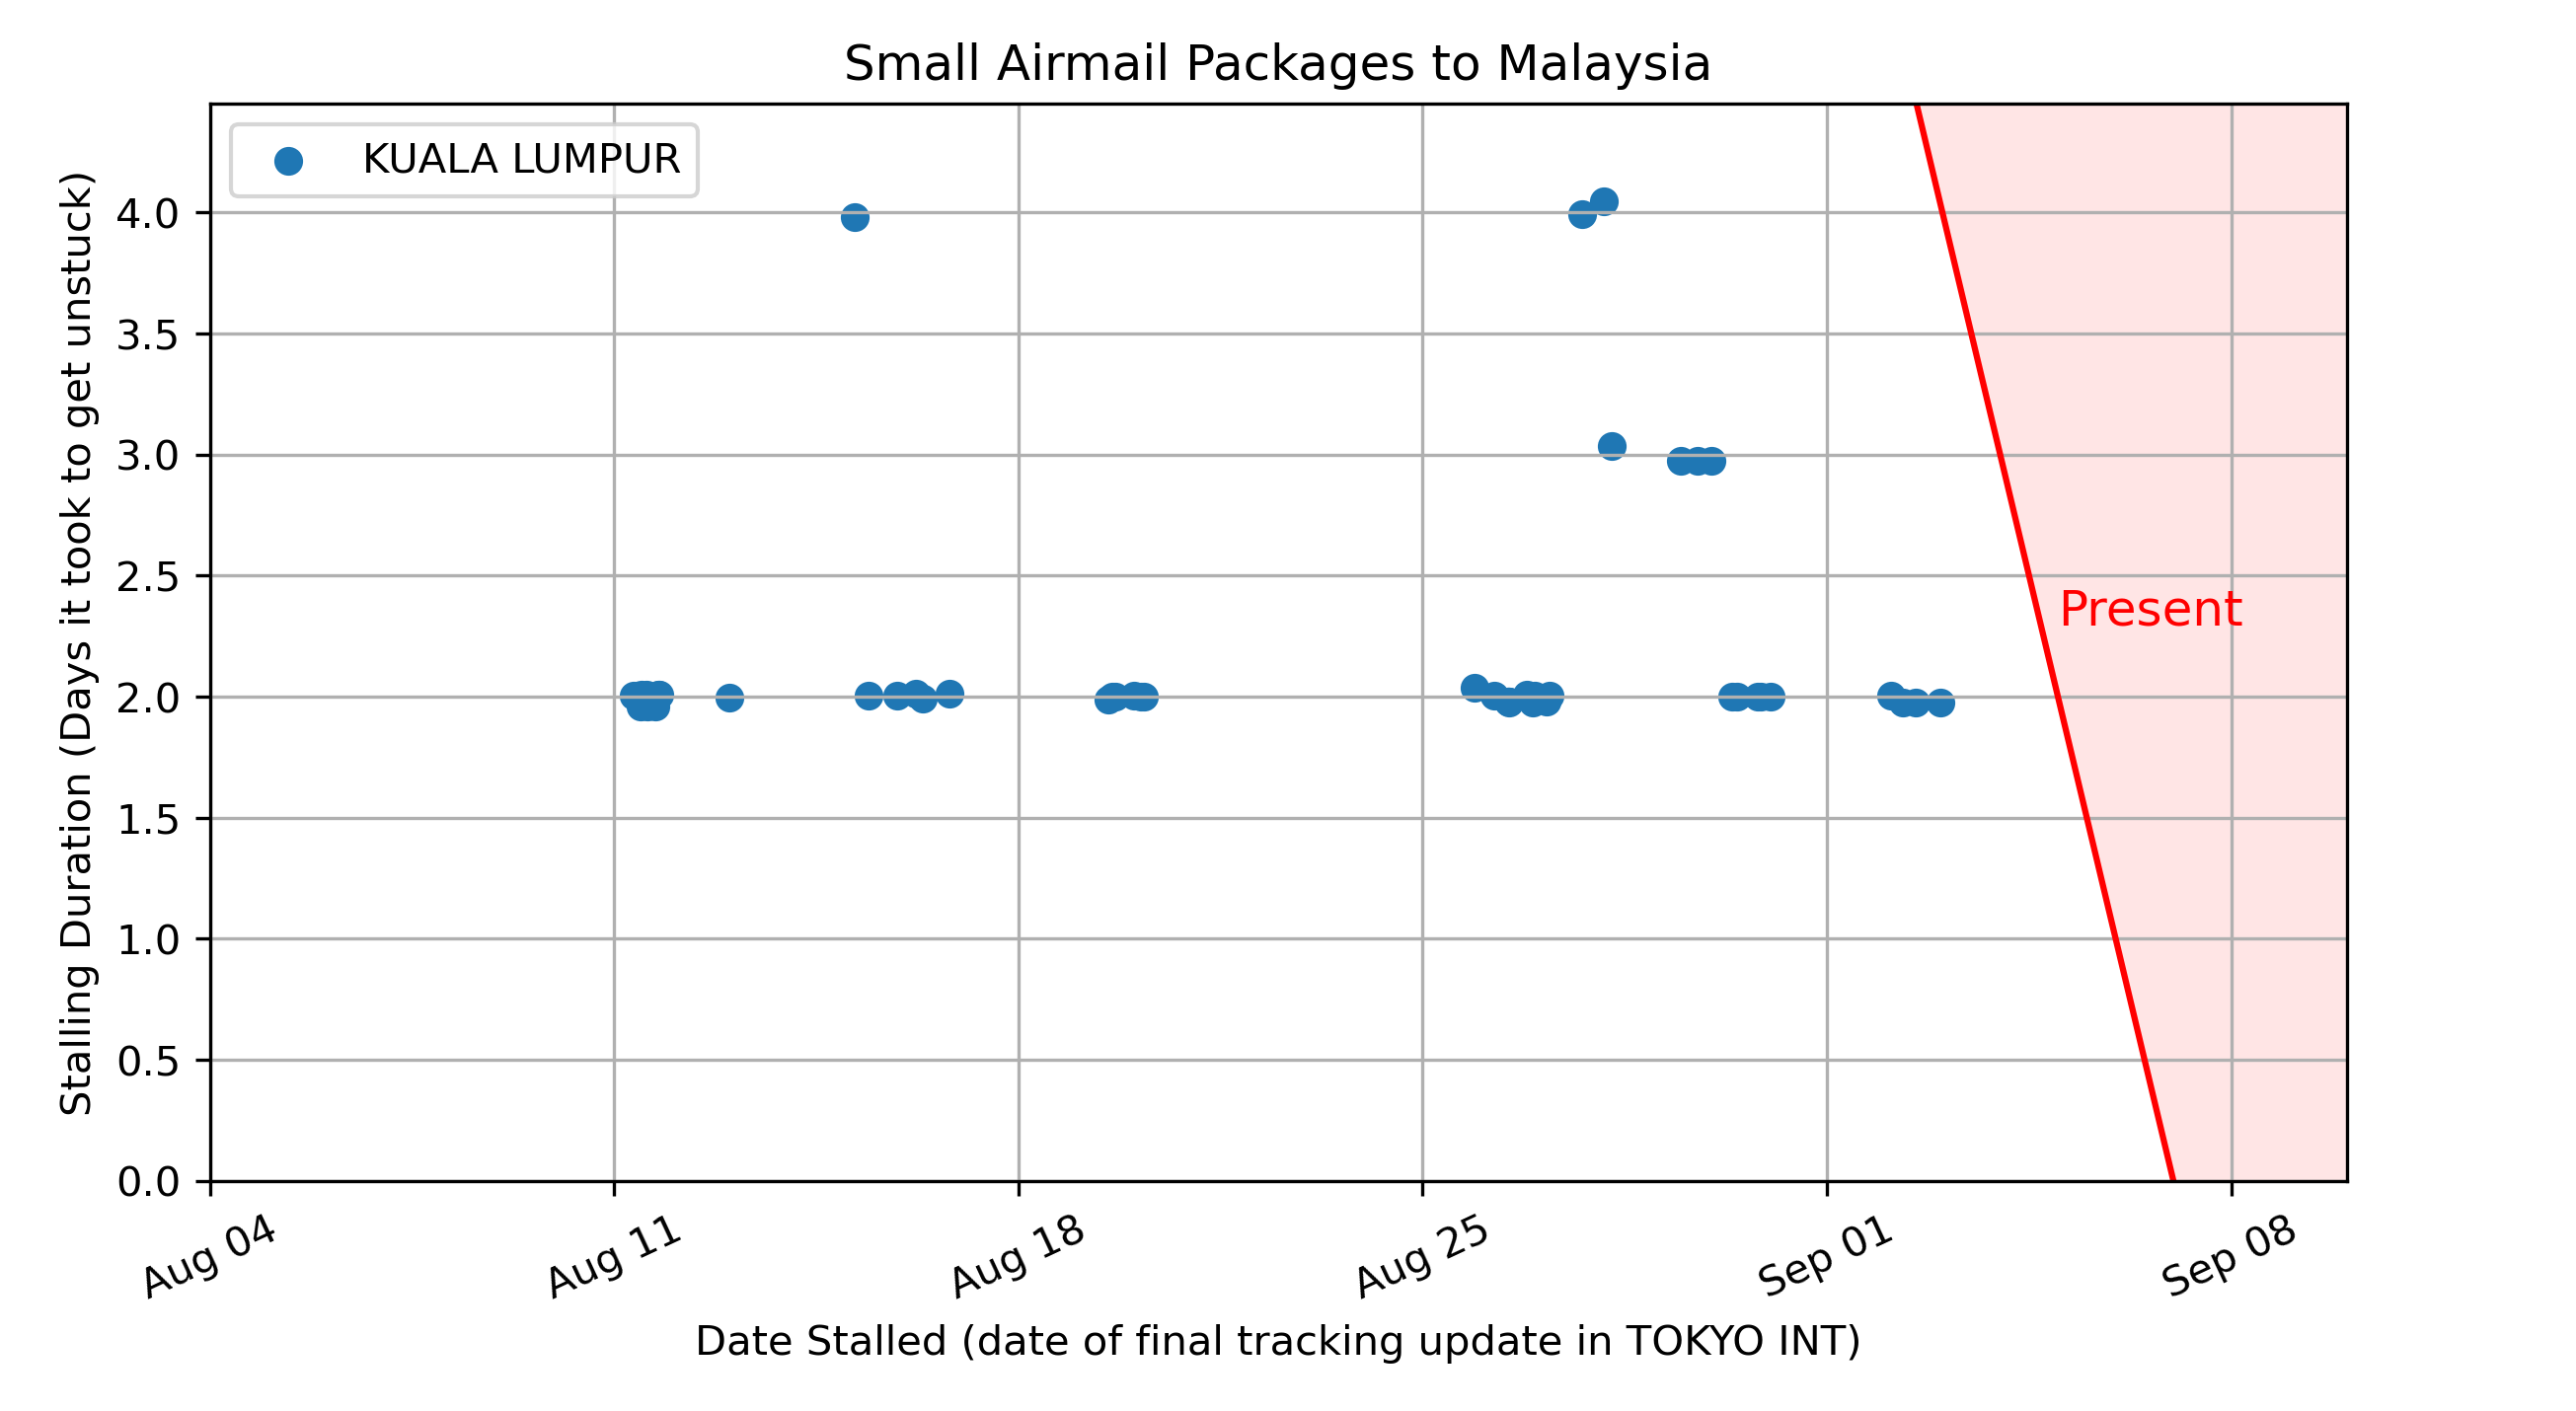 Small Airmail Packages to Malaysia
KUALA LUMPUR
Stalling Duration (Days it took to get unstuck)
4.0
3.5
3.0
2.5
2.0
1.5
1.0
0.5
0.0
Present
Aug 04
Aug 11
Aug 18
Aug 25
Sep 01
Sep 08
Date Stalled (date of final tracking update in TOKYO INT)